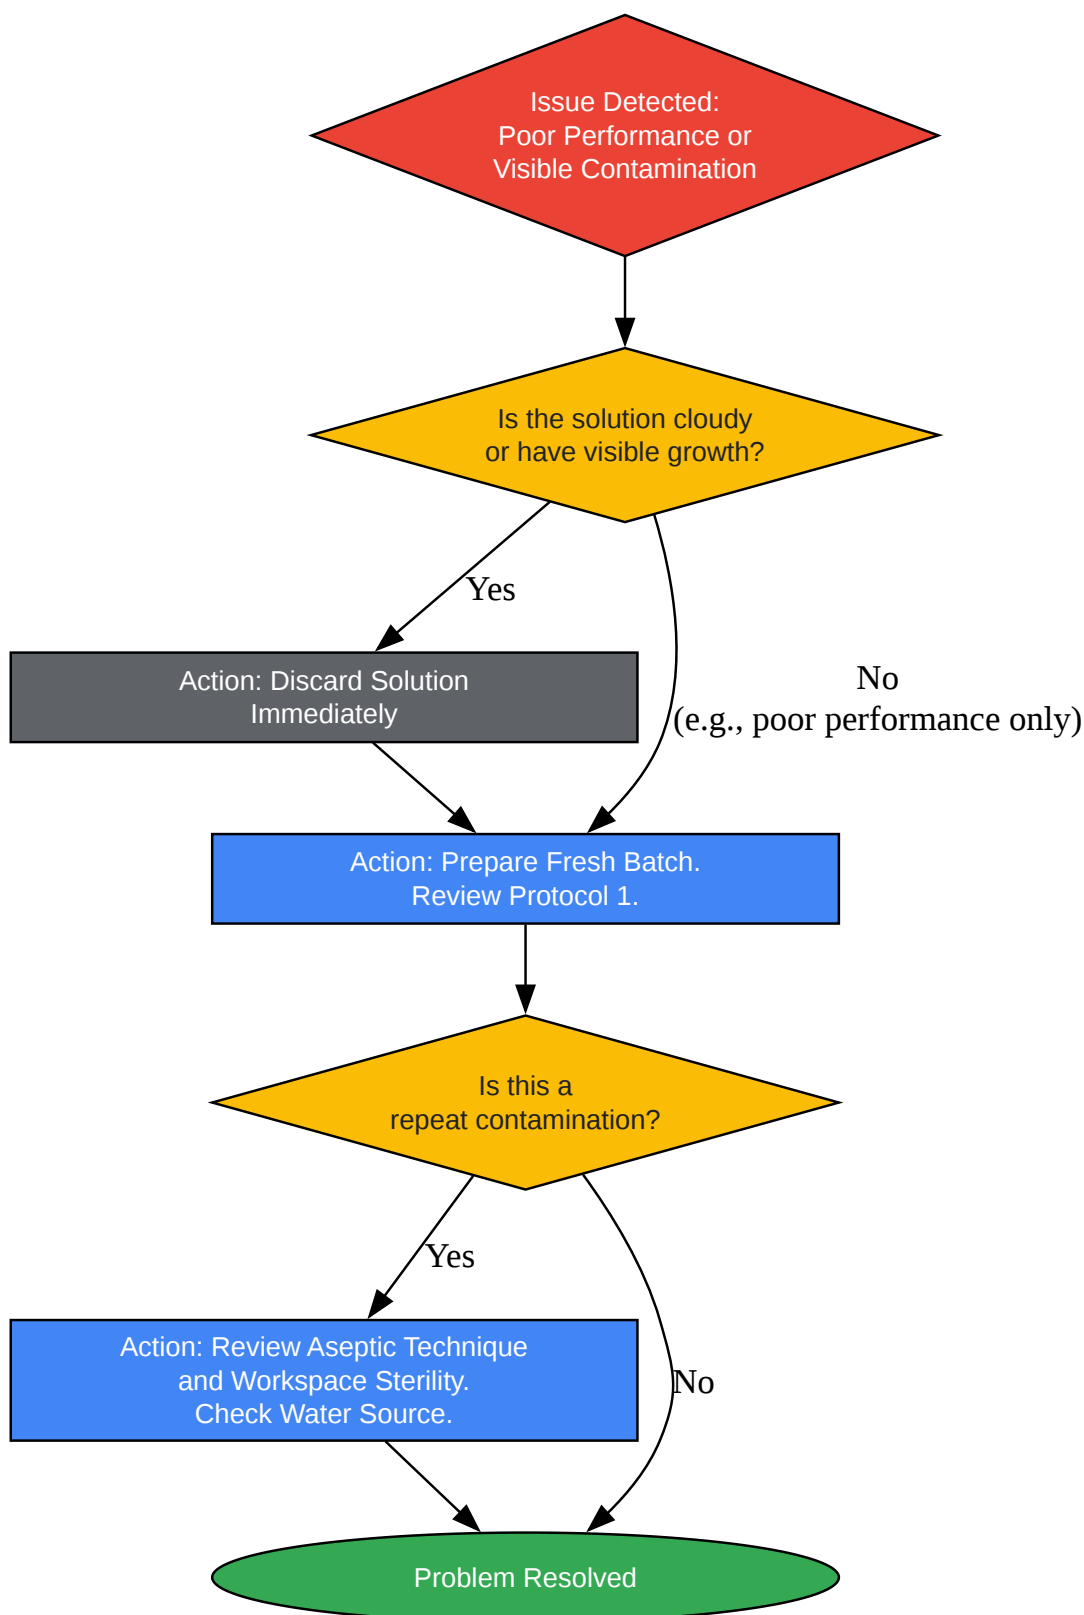 Issue Detected:
Poor Performance or
Visible Contamination
Is the solution cloudy
or have visible growth?
Yes
Action: Discard Solution
Immediately
No
(e.g., poor performance only)
Action: Prepare Fresh Batch.
Review Protocol 1.
Is this a
repeat contamination?
Yes
Action: Review Aseptic Technique
and Workspace Sterility.
Check Water Source.
No
Problem Resolved